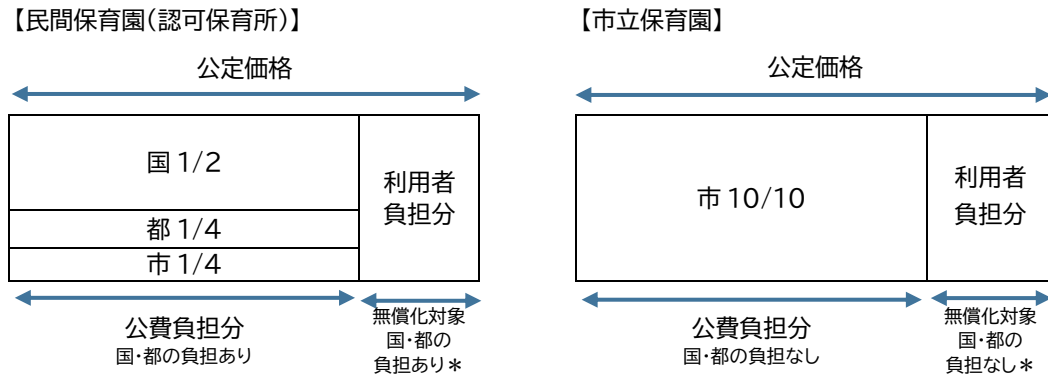 【民間保育園(認可保育所)】
公定価格
国 1/2
都 1/4
市 1/4
利用者
負担分
公費負担分
国・都の負担あり
無償化対象
国・都の
負担あり＊
【市立保育園】
公定価格
市 10/10
利用者
負担分
公費負担分
国・都の負担なし
無償化対象
国・都の
負担なし＊